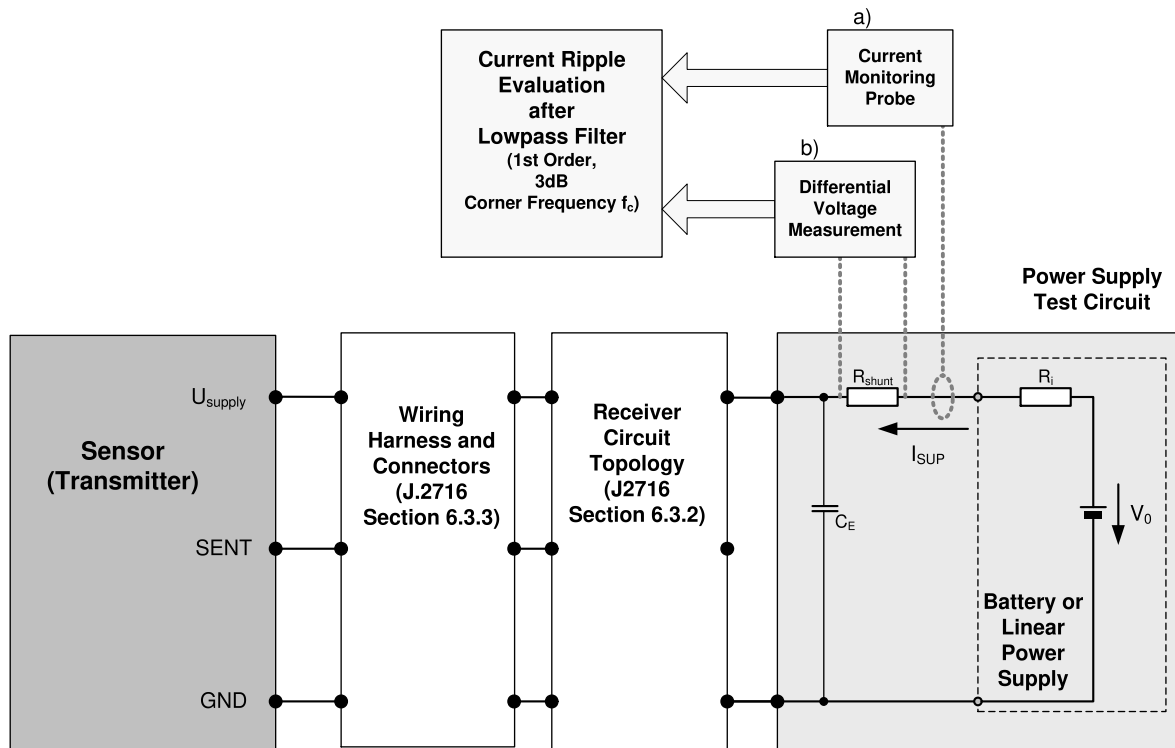 a)
Current Ripple
Evaluation
after
Lowpass Filter
(1st Order,
3dB
Corner Frequency fc)
Current
Monitoring
Probe
b)
Differential
Voltage
Measurement
Power Supply
Test Circuit
Usupply
Sensor
(Transmitter)
SENT
GND
Wiring
Harness and
Connectors
(J.2716
Section 6.3.3)
Receiver
Circuit
Topology
(J2716
Section 6.3.2)
Rshunt
ISUP
CE
Ri
V0
Battery or
Linear
Power
Supply